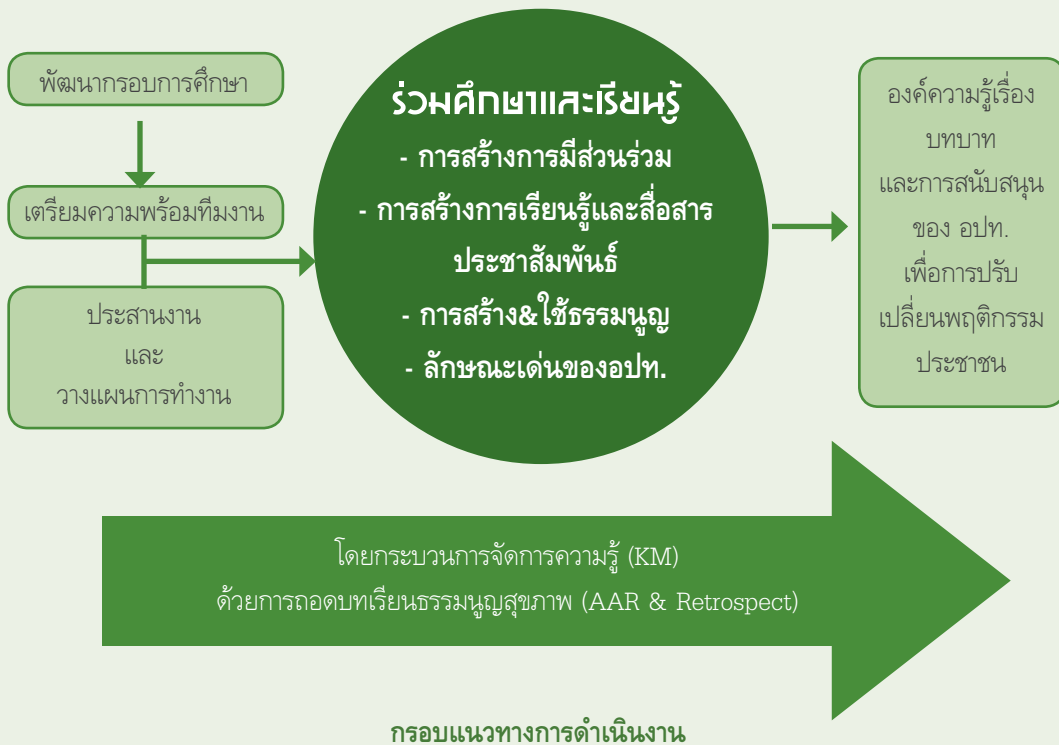 พัฒนากรอบการศึกษา
เตรียมความพร้อมทีมงาน
ประสานงาน
และ
วางแผนการทำงาน
ร่วมศึกษาและเรียนรู้
- การสร้างการมีส่วนร่วม
- การสร้างการเรียนรู้และสื่อสาร
ประชาสัมพันธ์
- การสร้าง&ใช้ธรรมนูญ
- ลักษณะเด่นของอปท.
องค์ความรู้เรื่อง
บทบาท
และการสนับสนุน
ของ อปท.
เพื่อการปรับ
เปลี่ยนพฤติกรรม
ประชาชน
โดยกระบวนการจัดการความรู้ (KM)
ด้วยการถอดบทเรียนธรรมนูญสุขภาพ (AAR & Retrospect)
กรอบแนวทางการดำเนินงาน